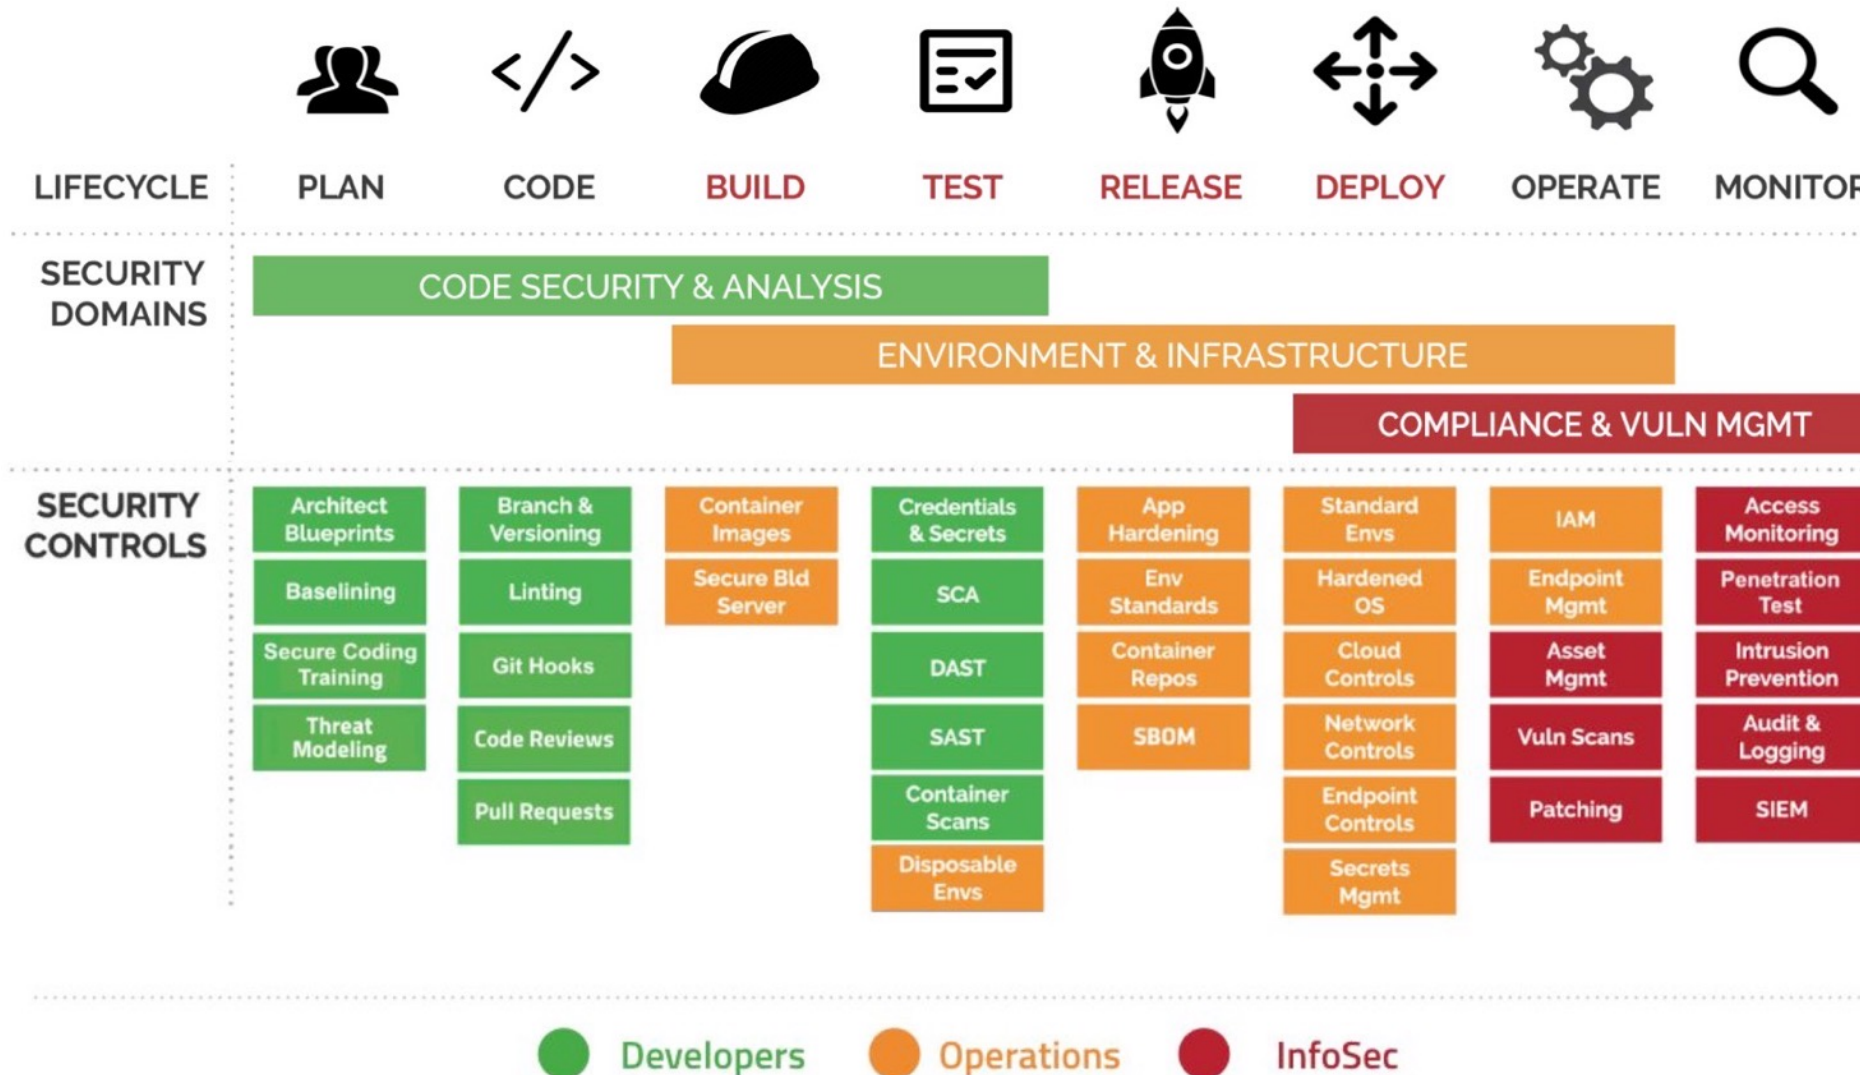 LIFECYCLE
PLAN
CODE
BUILD
TEST
RELEASE
DEPLOY
OPERATE
MONITOR
SECURITY
DOMAINS
CODE SECURITY & ANALYSIS
ENVIRONMENT & INFRASTRUCTURE
COMPLIANCE & VULN MGMT
SECURITY
CONTROLS
Architect
Blueprints
Baselining
Secure Coding
Training
Threat
Modeling
Branch &
Versioning
Linting
Git Hooks
Code Reviews
Pull Requests
Container
Images
Secure Bld
Server
Credentials
& Secrets
SCA
DAST
SAST
Container
Scans
Disposable
Envs
App
Hardening
Env
Standards
Container
Repos
SBOM
Standard
Envs
Hardened
OS
Cloud
Controls
Network
Controls
Endpoint
Controls
Secrets
Mgmt
IAM
Endpoint
Mgmt
Asset
Mgmt
Vuln Scans
Patching
Access
Monitoring
Penetration
Test
Intrusion
Prevention
Audit &
Logging
SIEM
Developers
Operations
InfoSec